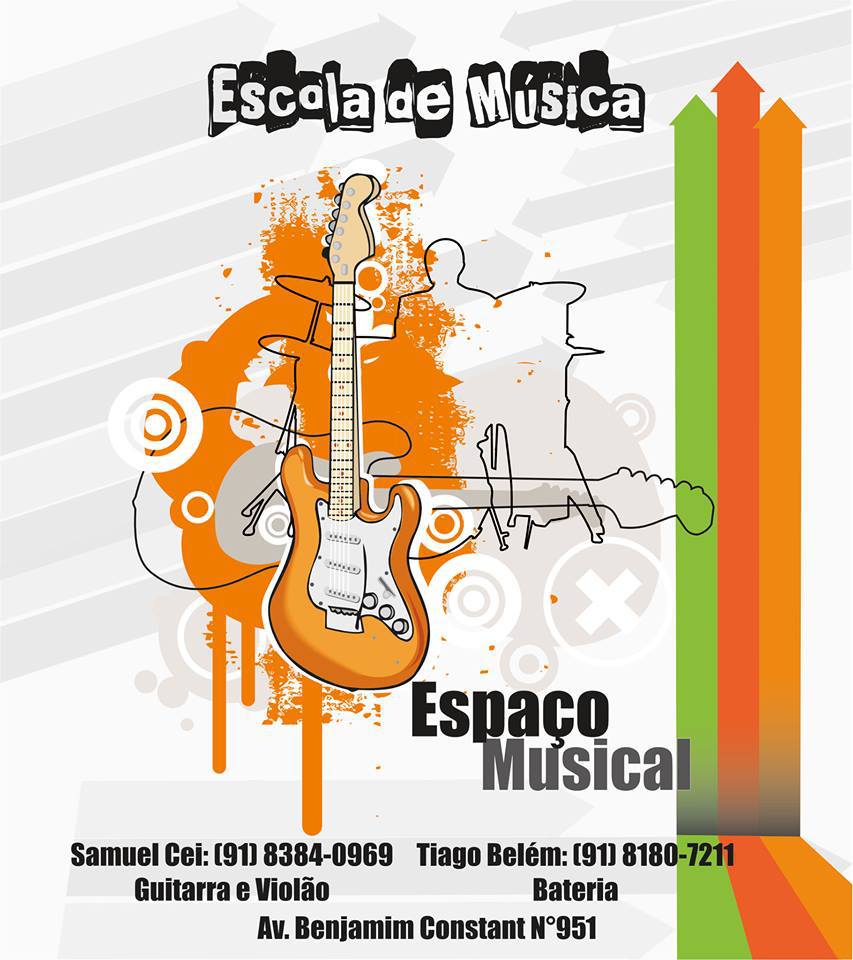 Escola de Música
Espaço
Musical
Samuel Cei: (91) 8384-0969 Tiago Belém: (91) 8180-7211
Guitarra e Violão Bateria
Av. Benjamim Constant N°951